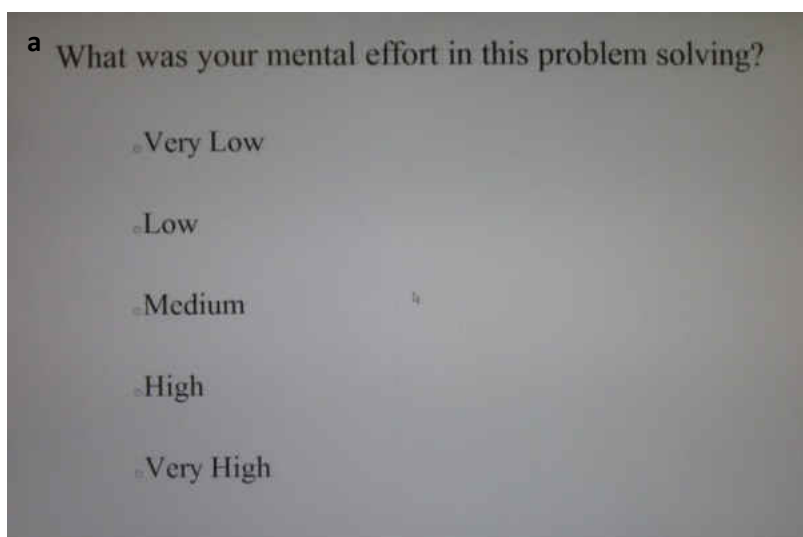 a
What was your mental effort in this problem solving?
Very Low
Low
Medium
High
Very High